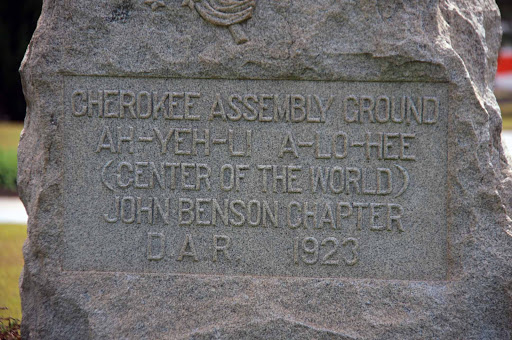 CHEROKEE ASSEMBLY GROUND
AH-YEH-LI A-LO-HEE
(CENTER OF THE WORLD)
JOHN BENSON CHAPTER
D A R 1923